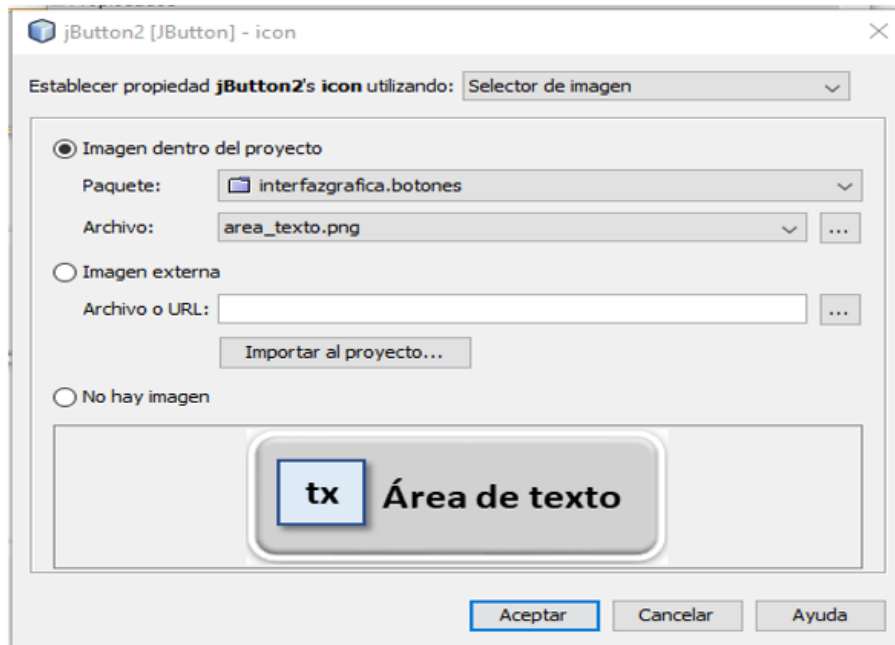 jButton2 [JButton] - icon
Establecer propiedad jButton2's icon utilizando: Selector de imagen
Imagen dentro del proyecto
Paquete: interfazgrafica.botones
Archivo: area_texto.png ...
Imagen externa
Archivo o URL: ...
Importar al proyecto...
No hay imagen
tx Área de texto
Aceptar Cancelar Ayuda